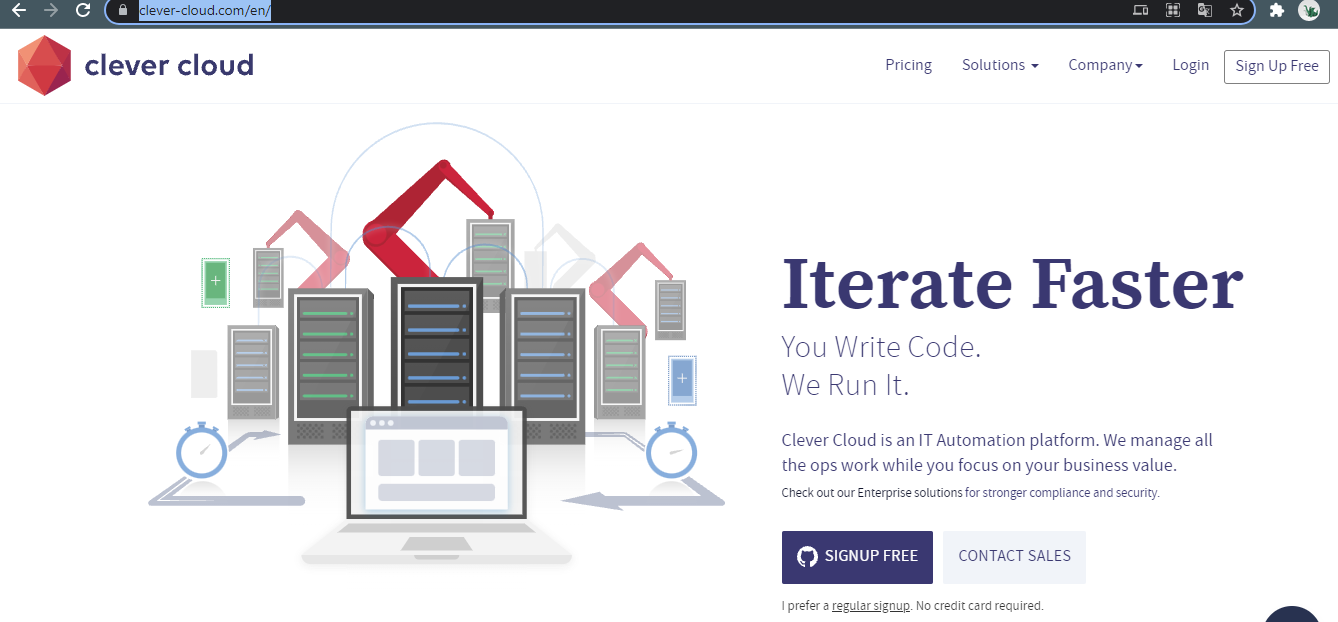 clever-cloud.com/en/
clever cloud
Pricing
Solutions
Company
Login
Sign Up Free
Iterate Faster
You Write Code.
We Run It.
Clever Cloud is an IT Automation platform. We manage all
the ops work while you focus on your business value.
Check out our Enterprise solutions for stronger compliance and security.
SIGNUP FREE
CONTACT SALES
I prefer a regular signup. No credit card required.